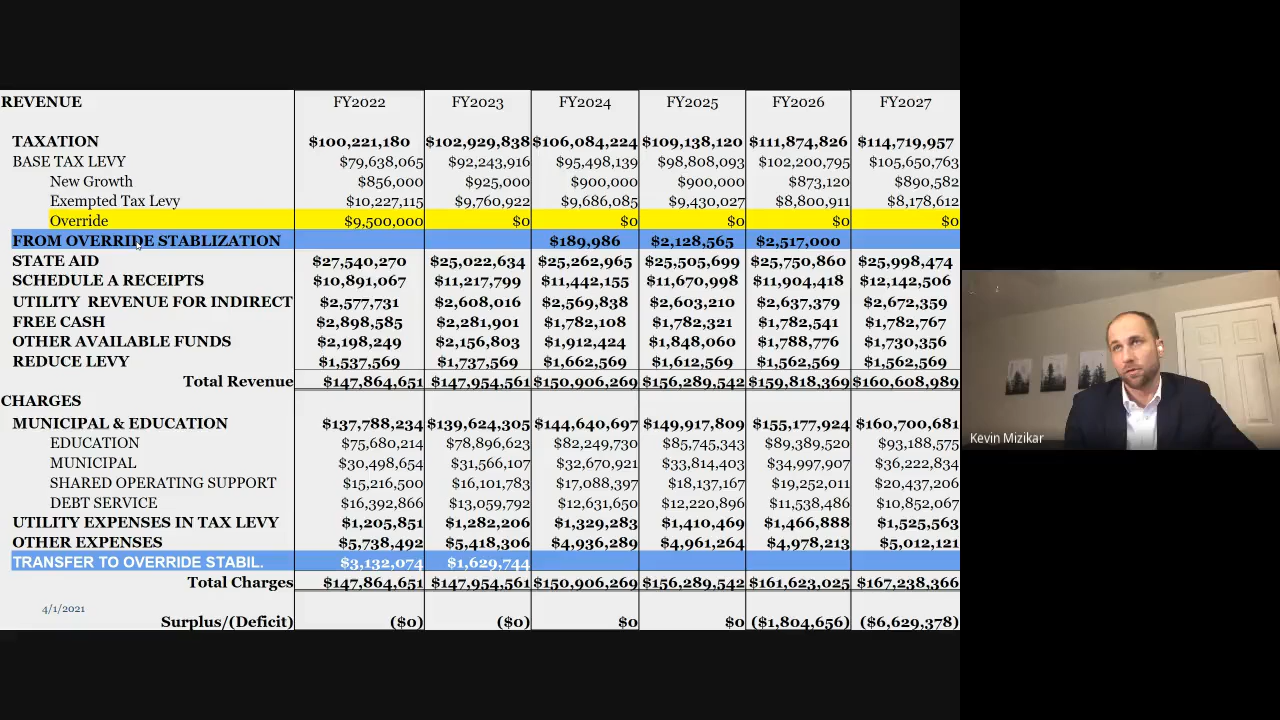 REVENUE FY2022 FY2023 FY2024 FY2025 FY2026 FY2027
TAXATION $100,221,180 $102,929,838 $106,084,224 $109,138,120 $111,874,826 $114,719,957
BASE TAX LEVY $79,638,065 $92,243,916 $95,498,139 $98,808,093 $102,200,795 $105,650,763
New Growth $856,000 $925,000 $900,000 $900,000 $873,120 $890,582
Exempted Tax Levy $10,227,115 $9,760,922 $9,686,085 $9,430,027 $8,800,911 $8,178,612
Override $9,500,000 $0 $0 $0 $0 $0
FROM OVERRIDE STABLIZATION $189,986 $2,128,565 $2,517,000
STATE AID $27,540,270 $25,022,634 $25,262,965 $25,505,699 $25,750,860 $25,998,474
SCHEDULE A RECEIPTS $10,891,067 $11,217,799 $11,442,155 $11,670,998 $11,904,418 $12,142,506
UTILITY REVENUE FOR INDIRECT $2,577,731 $2,608,016 $2,569,838 $2,603,210 $2,637,379 $2,672,359
FREE CASH $2,898,585 $2,281,901 $1,782,108 $1,782,321 $1,782,541 $1,782,767
OTHER AVAILABLE FUNDS $2,198,249 $2,156,803 $1,912,424 $1,848,060 $1,788,776 $1,730,356
REDUCE LEVY $1,537,569 $1,737,569 $1,662,569 $1,612,569 $1,562,569 $1,562,569
Total Revenue $147,864,651 $147,954,561 $150,906,269 $156,289,542 $159,818,369 $160,608,989
CHARGES
MUNICIPAL & EDUCATION $137,788,234 $139,624,305 $144,640,697 $149,917,809 $155,177,924 $160,700,681
EDUCATION $75,680,214 $78,896,623 $82,249,730 $85,745,343 $89,389,520 $93,188,575
MUNICIPAL $30,498,654 $31,566,107 $32,670,921 $33,814,403 $34,997,907 $36,222,834
SHARED OPERATING SUPPORT $15,216,500 $16,101,783 $17,088,397 $18,137,167 $19,252,011 $20,437,206
DEBT SERVICE $16,392,866 $13,059,792 $12,631,650 $12,220,896 $11,538,486 $10,852,067
UTILITY EXPENSES IN TAX LEVY $1,205,851 $1,282,206 $1,329,283 $1,410,469 $1,466,888 $1,525,563
OTHER EXPENSES $5,738,492 $5,418,306 $4,936,289 $4,961,264 $4,978,213 $5,012,121
TRANSFER TO OVERRIDE STABIL. $3,132,074 $1,629,744
Total Charges $147,864,651 $147,954,561 $150,906,269 $156,289,542 $161,623,025 $167,238,366
4/1/2021
Surplus/(Deficit) ($0) ($0) $0 $0 ($1,804,656) ($6,629,378)
Kevin Mizikar